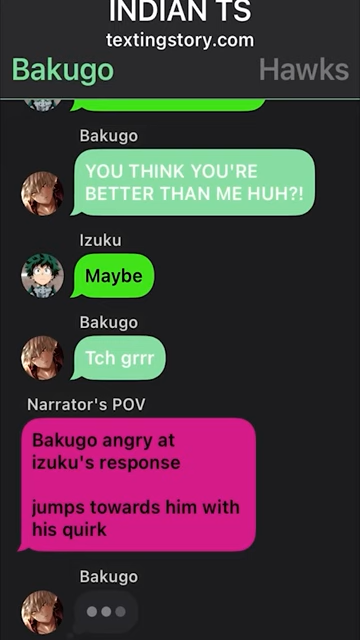 INDIAN TS
textingstory.com
Bakugo
Hawks
Bakugo
YOU THINK YOU'RE
BETTER THAN ME HUH?!
Izuku
Maybe
Bakugo
Tch grrr
Narrator's POV
Bakugo angry at
izuku's response
jumps towards him with
his quirk
Bakugo